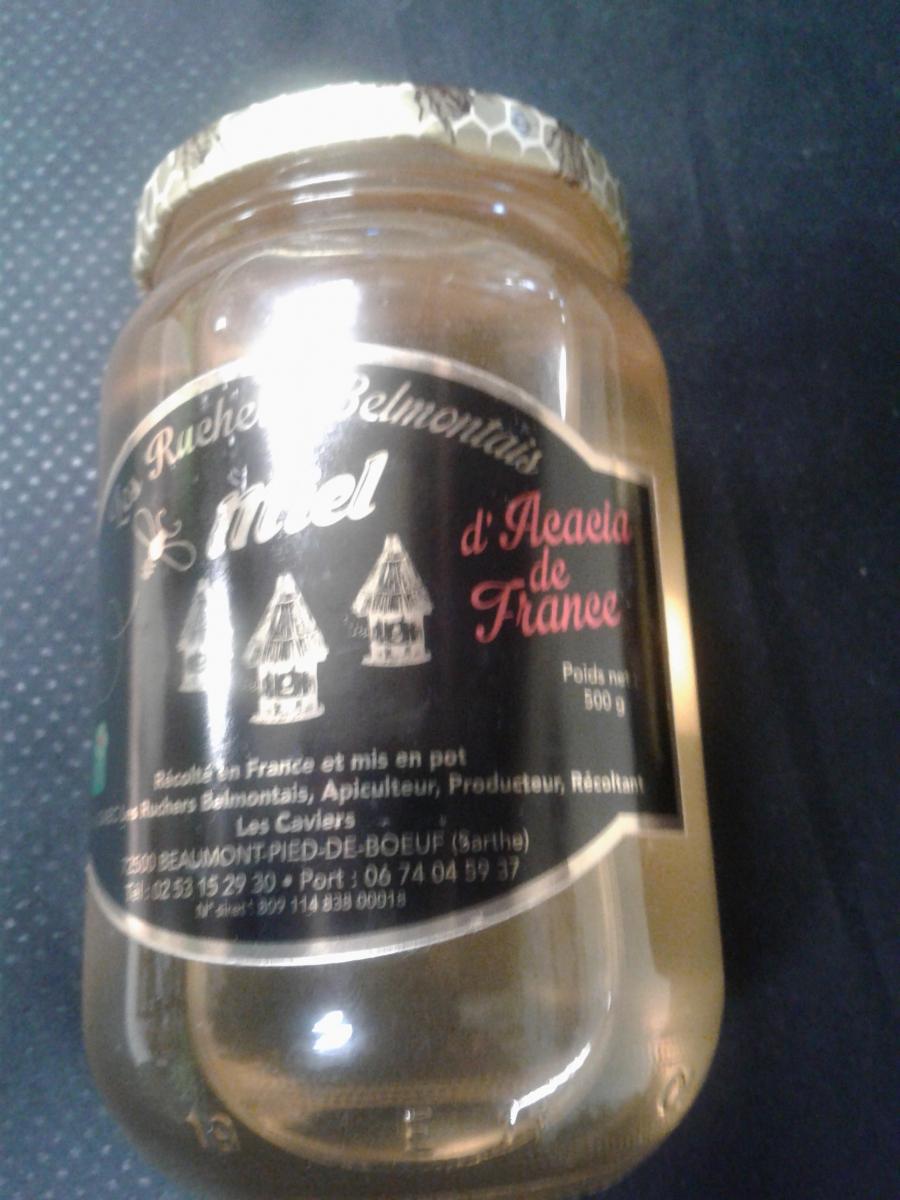 Les Ruchers Belmontais
Miel
d'Acacia
de
France
Poids net :
500 g
Récolté en France et mis en pot
Les Ruchers Belmontais, Apiculteur, Producteur, Récoltant
Les Caviers
72500 BEAUMONT-PIED-DE-BOEUF (Sarthe)
Tél : 02 53 15 29 30 • Port : 06 74 04 59 37
N° siret : 809 114 838 00018
19 E